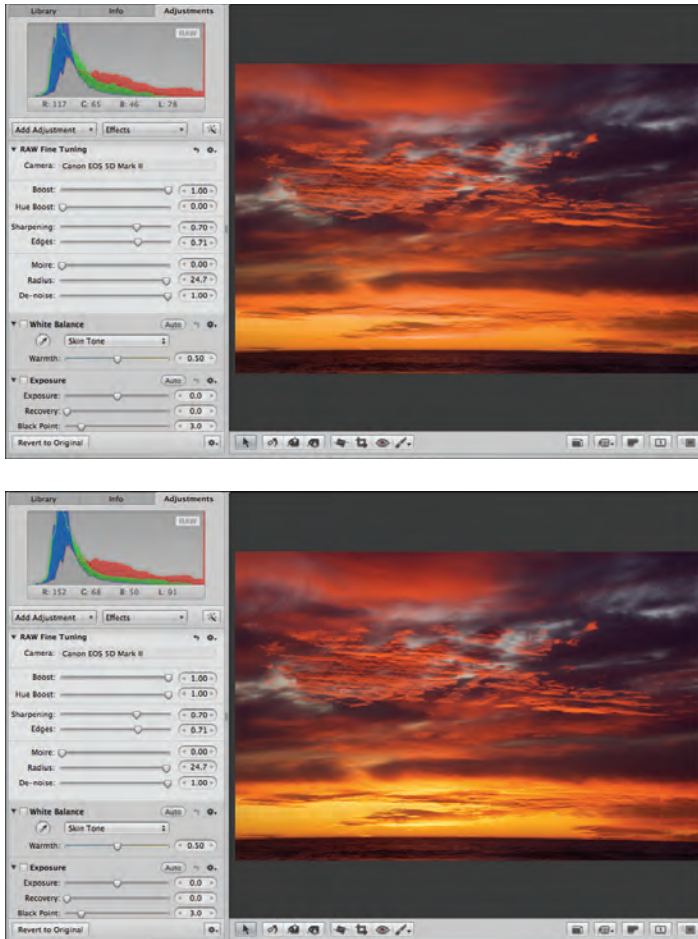 Library Info Adjustments
RAW
R: 117 G: 65 B: 46 L: 78
Add Adjustment Effects
RAW Fine Tuning
Camera: Canon EOS 5D Mark II
Boost: 1.00
Hue Boost: 0.00
Sharpening: 0.70
Edges: 0.71
Moire: 0.00
Radius: 24.7
De-noise: 1.00
White Balance Auto
Skin Tone
Warmth: 0.50
Exposure Auto
Exposure: 0.0
Recovery: 0.0
Black Point: 3.0
Revert to Original
Library Info Adjustments
RAW
R: 152 G: 68 B: 50 L: 91
Add Adjustment Effects
RAW Fine Tuning
Camera: Canon EOS 5D Mark II
Boost: 1.00
Hue Boost: 1.00
Sharpening: 0.70
Edges: 0.71
Moire: 0.00
Radius: 24.7
De-noise: 1.00
White Balance Auto
Skin Tone
Warmth: 0.50
Exposure Auto
Exposure: 0.0
Recovery: 0.0
Black Point: 3.0
Revert to Original